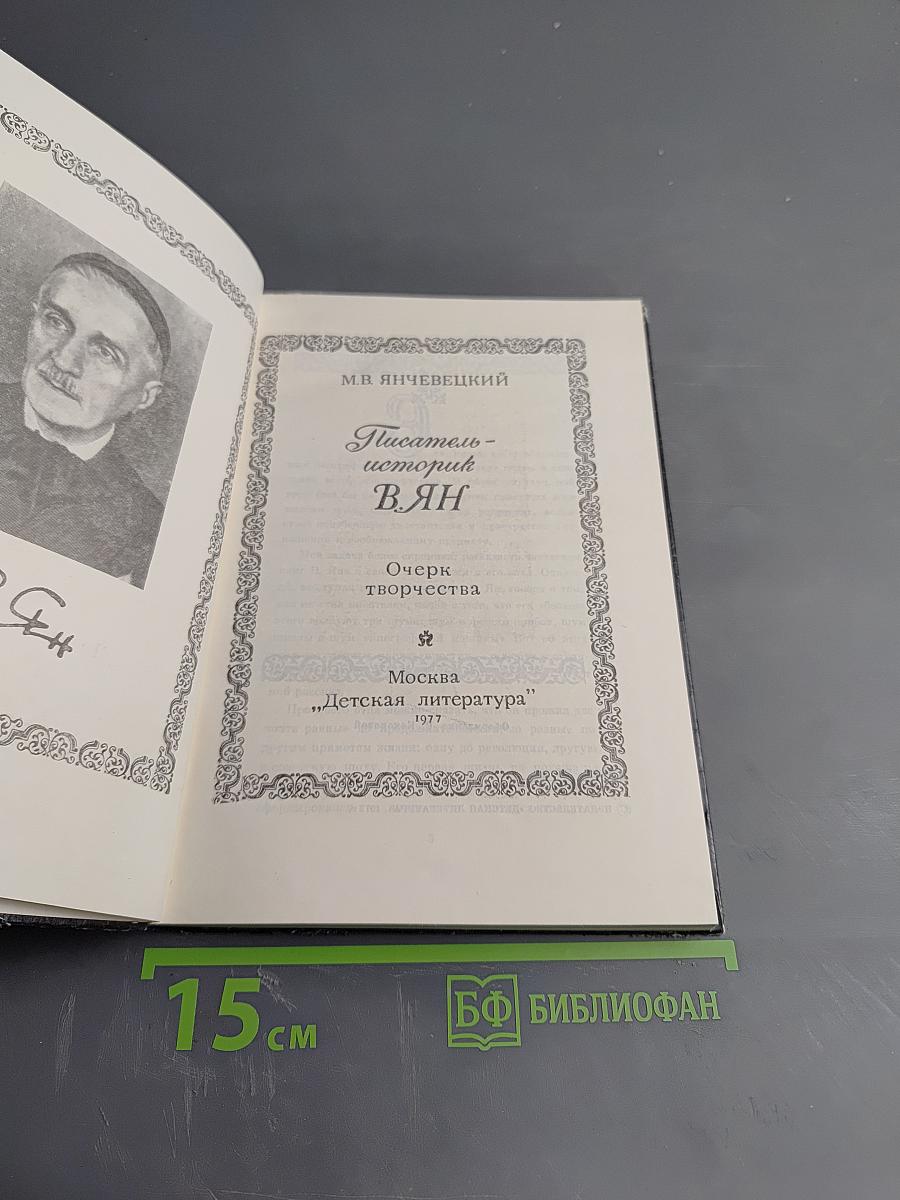 М.В. ЯНЧЕВЕЦКИЙ
Писатель-
историк
В. ЯН
Очерк
творчества
Москва
„Детская литература"
1977
15 см
БФ БИБЛИОФАН